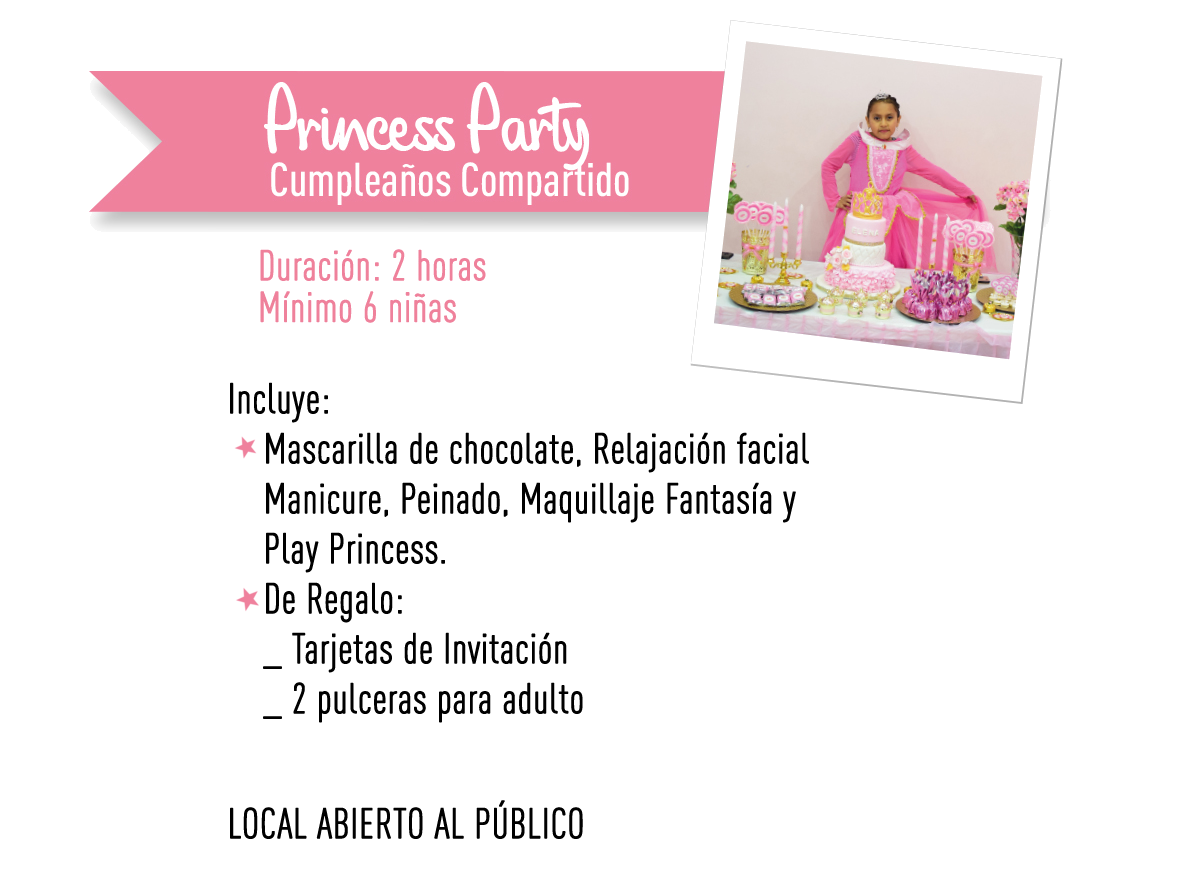 Princess Party
Cumpleaños Compartido
Duración: 2 horas
Mínimo 6 niñas
Incluye:
Mascarilla de chocolate, Relajación facial
Manicure, Peinado, Maquillaje Fantasía y
Play Princess.
De Regalo:
_ Tarjetas de Invitación
_ 2 pulceras para adulto
LOCAL ABIERTO AL PÚBLICO